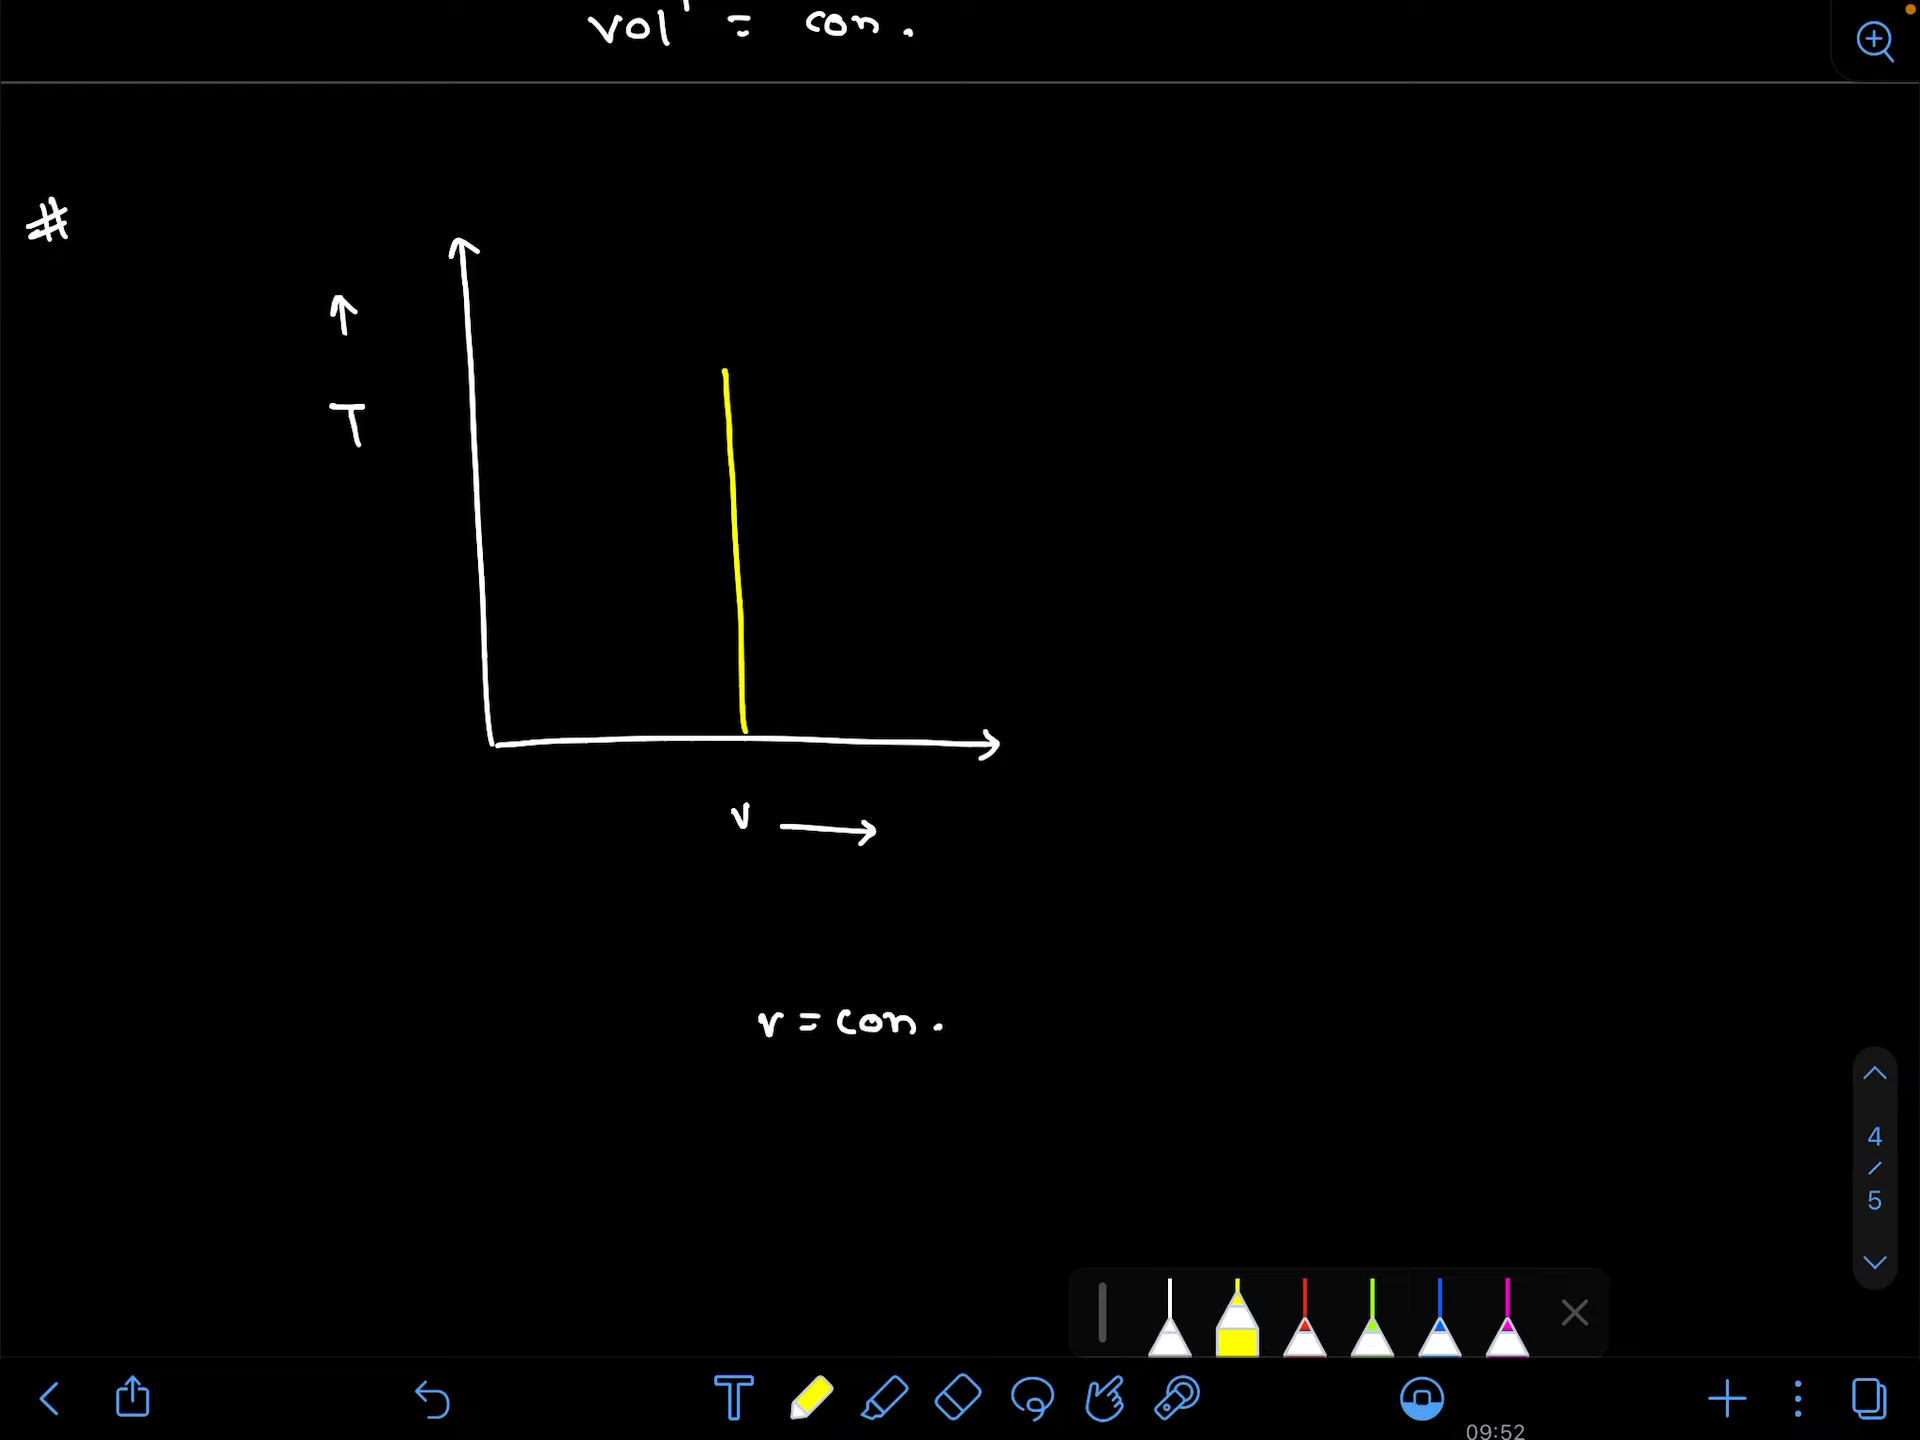 vol' = con.
#
T
v
v = con.
4
/
5
09:52